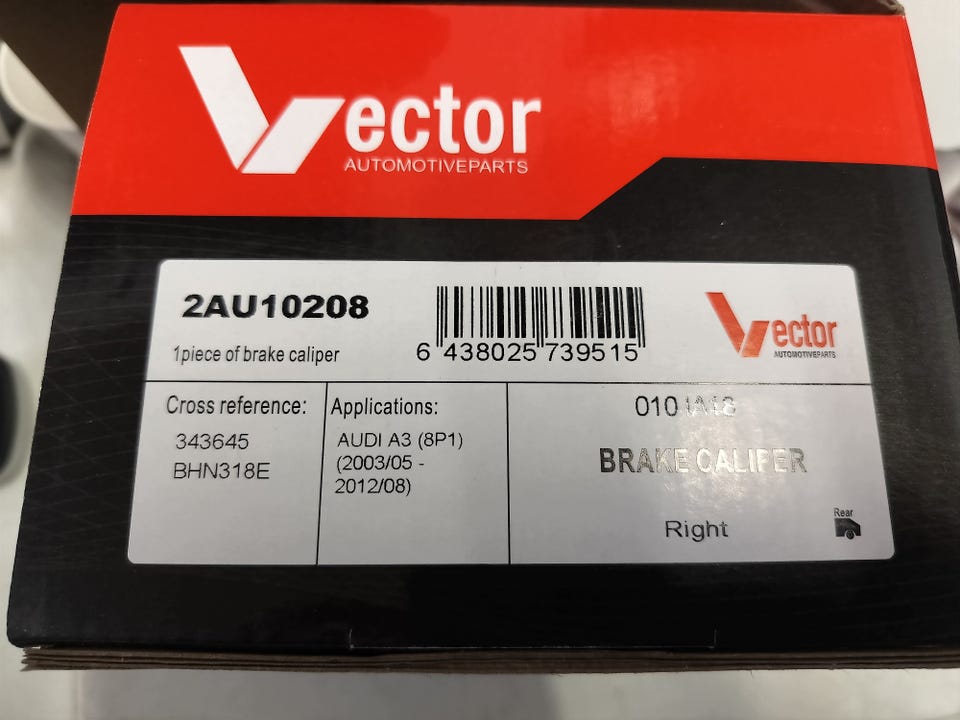 Vector
AUTOMOTIVEPARTS
2AU10208
1piece of brake caliper
6 438025 739515
Vector
AUTOMOTIVEPARTS
Cross reference:
343645
BHN318E
Applications:
AUDI A3 (8P1)
(2003/05 -
2012/08)
010
BRAKE CALIPER
Right
Rear